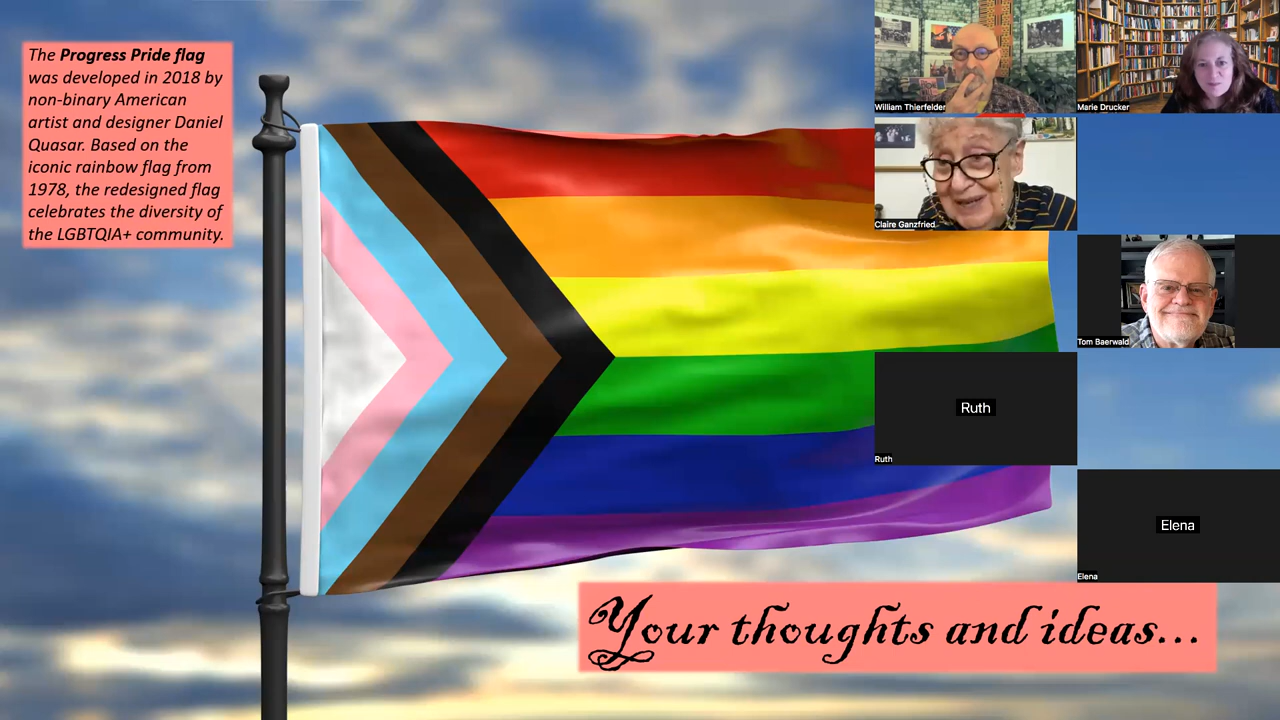 The Progress Pride flag
was developed in 2018 by
non-binary American
artist and designer Daniel
Quasar. Based on the
iconic rainbow flag from
1978, the redesigned flag
celebrates the diversity of
the LGBTQIA+ community.
William Thierfelder
Marie Drucker
Claire Ganzfried
Tom Baerwald
Ruth
Ruth
Elena
Elena
Your thoughts and ideas...